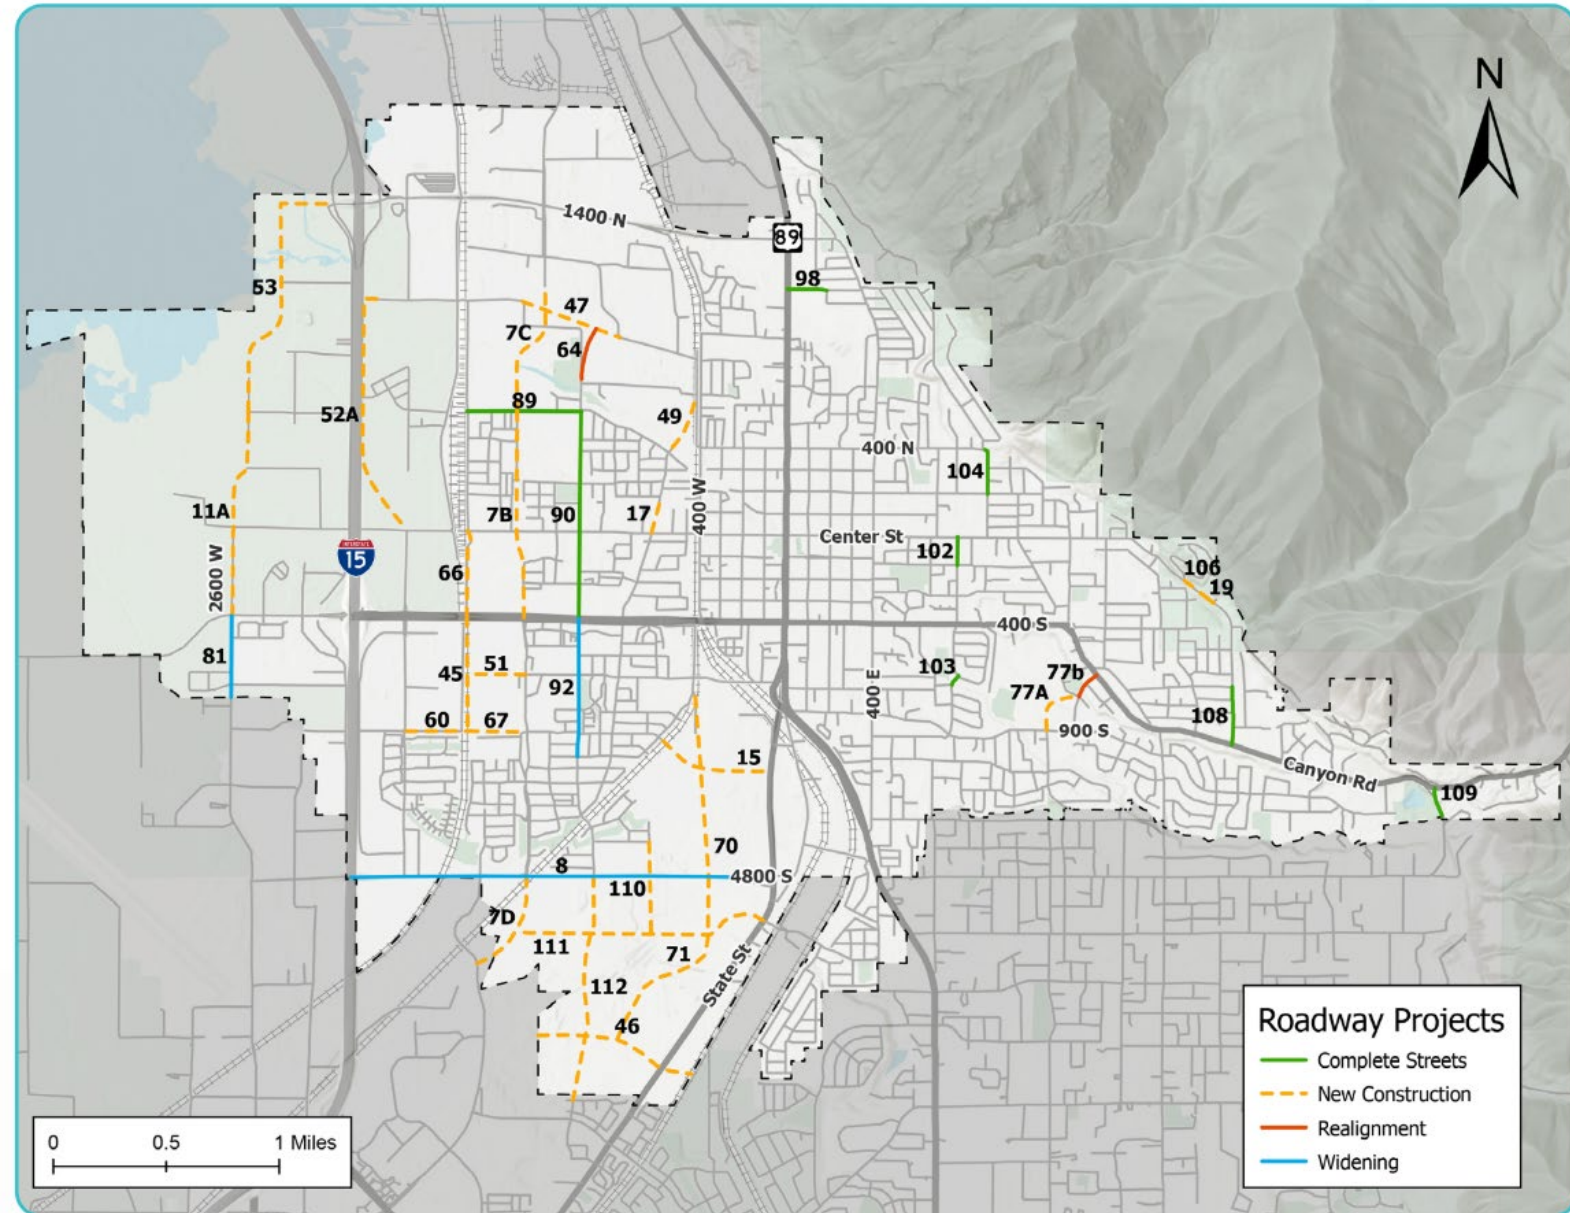 N
1400 N
89
98
53
47
7C
64
52A
89
49
400 N
104
11A
7B
90
17
400 W
Center St
102
15
INTERSTATE
66
106
19
2600 W
400 S
81
45
51
92
103
77b
77A
400 E
60
67
108
900 S
15
Canyon Rd
109
70
8
110
4800 S
7D
111
71
State St
112
46
Roadway Projects
Complete Streets
New Construction
Realignment
Widening
0 0.5 1 Miles